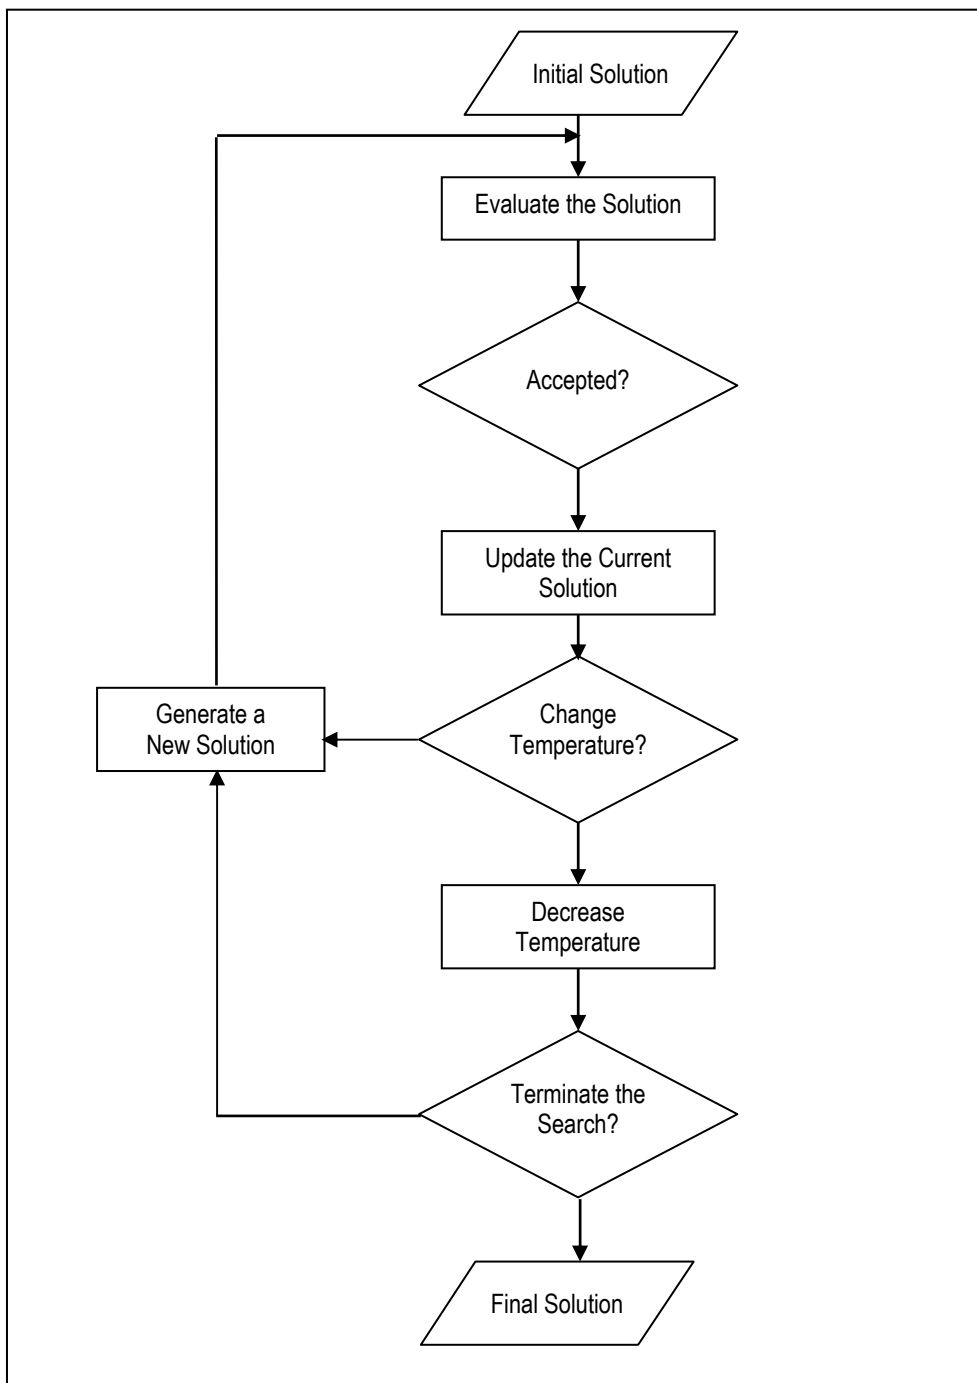 Initial Solution
Evaluate the Solution
Accepted?
Update the Current
Solution
Change
Temperature?
Generate a
New Solution
Decrease
Temperature
Terminate the
Search?
Final Solution